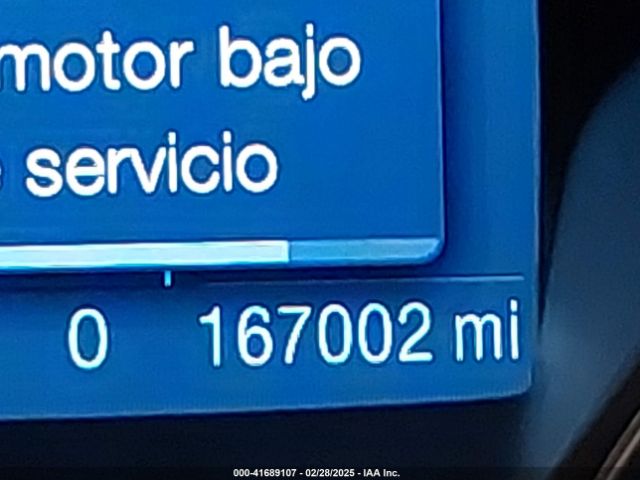 motor bajo
servicio
0 167002 mi
000-41689107 - 02/28/2025 - IAA Inc.